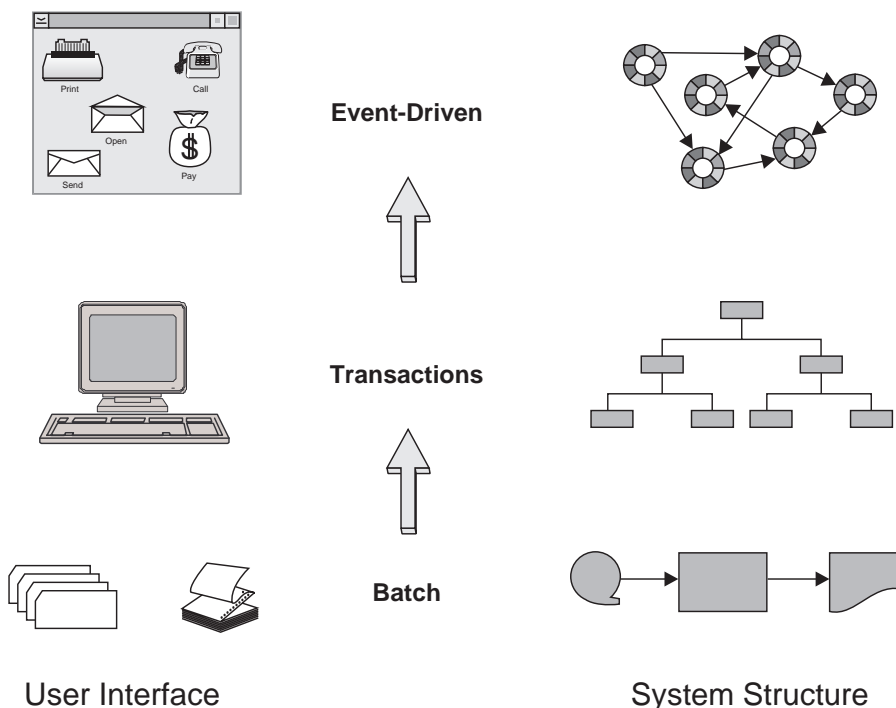 Print
Call
Open
$
Send
Pay
Event-Driven
Transactions
Batch
User Interface
System Structure